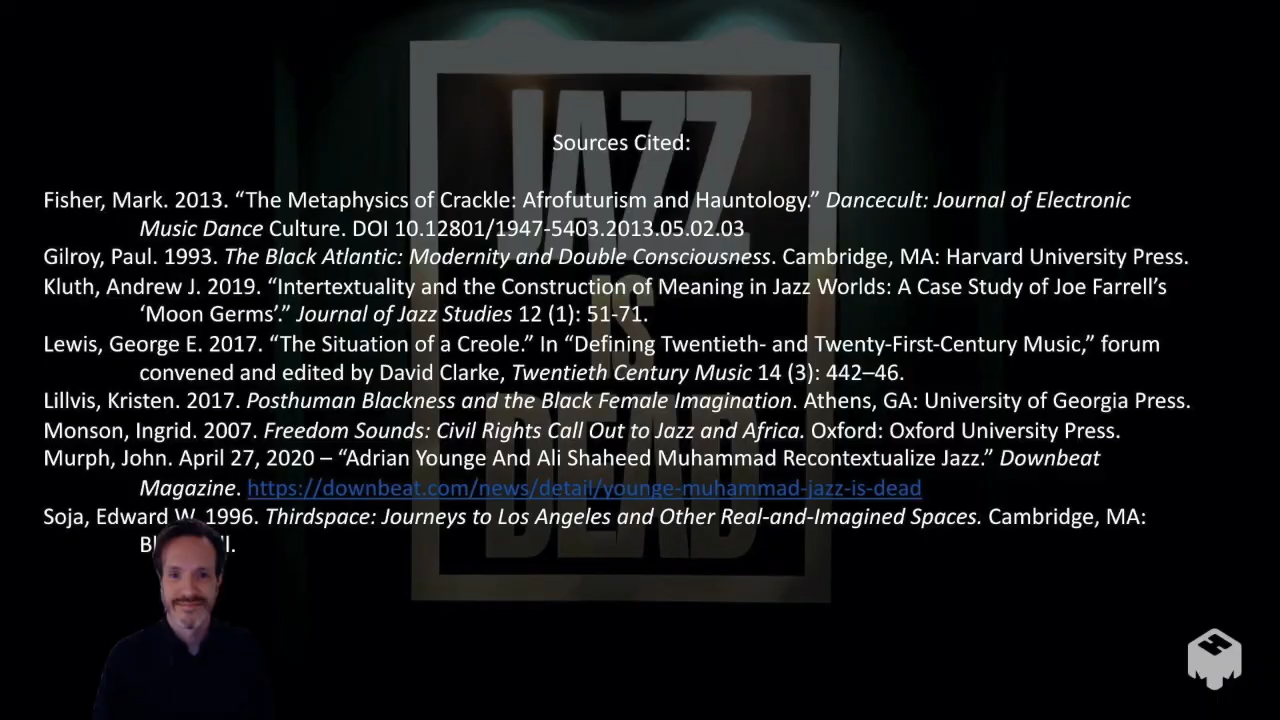 JAZZ
IS
DEAD
Sources Cited:
Fisher, Mark. 2013. “The Metaphysics of Crackle: Afrofuturism and Hauntology.” Dancecult: Journal of Electronic
Music Dance Culture. DOI 10.12801/1947-5403.2013.05.02.03
Gilroy, Paul. 1993. The Black Atlantic: Modernity and Double Consciousness. Cambridge, MA: Harvard University Press.
Kluth, Andrew J. 2019. “Intertextuality and the Construction of Meaning in Jazz Worlds: A Case Study of Joe Farrell’s
‘Moon Germs’.” Journal of Jazz Studies 12 (1): 51-71.
Lewis, George E. 2017. “The Situation of a Creole.” In “Defining Twentieth- and Twenty-First-Century Music,” forum
convened and edited by David Clarke, Twentieth Century Music 14 (3): 442–46.
Lillvis, Kristen. 2017. Posthuman Blackness and the Black Female Imagination. Athens, GA: University of Georgia Press.
Monson, Ingrid. 2007. Freedom Sounds: Civil Rights Call Out to Jazz and Africa. Oxford: Oxford University Press.
Murph, John. April 27, 2020 – “Adrian Younge And Ali Shaheed Muhammad Recontextualize Jazz.” Downbeat
Magazine. https://downbeat.com/news/detail/younge-muhammad-jazz-is-dead
Soja, Edward W. 1996. Thirdspace: Journeys to Los Angeles and Other Real-and-Imagined Spaces. Cambridge, MA: